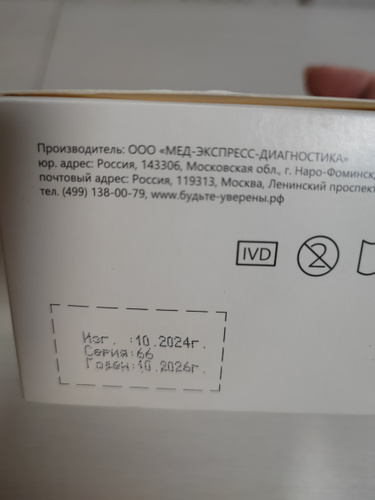 Производитель: ООО «МЕД-ЭКСПРЕСС-ДИАГНОСТИКА»
юр. адрес: Россия, 143306, Московская обл., г. Наро-Фоминск,
почтовый адрес: Россия, 119313, Москва, Ленинский проспект
тел. (499) 138-00-79, www.будьте-уверены.рф
IVD
2
Изг. :10.2024г.
Серия:66
Годен:10.2026г.